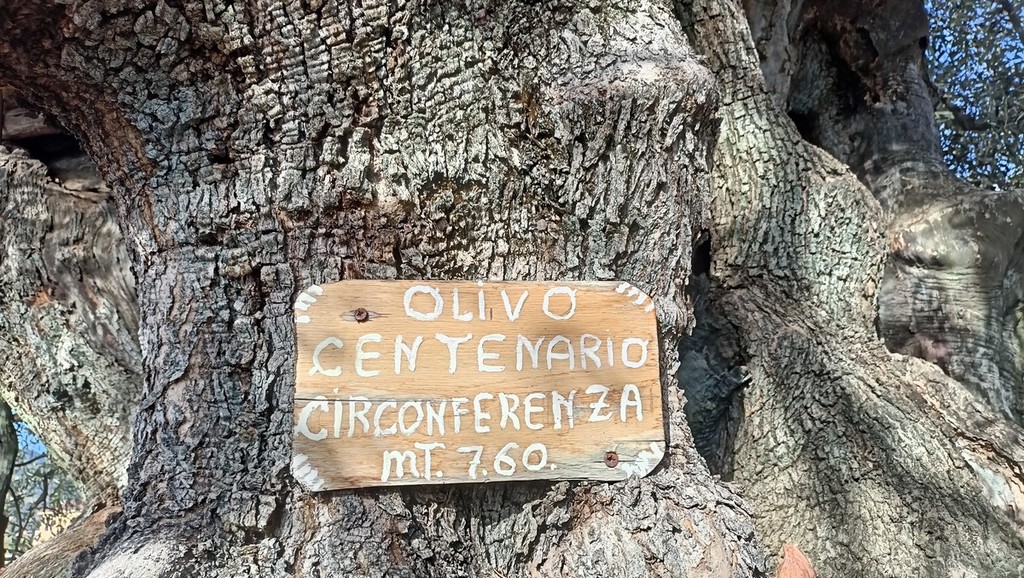 OLiVO
CENTENARIO
CIRCONFERENZA
MT. 7.60.